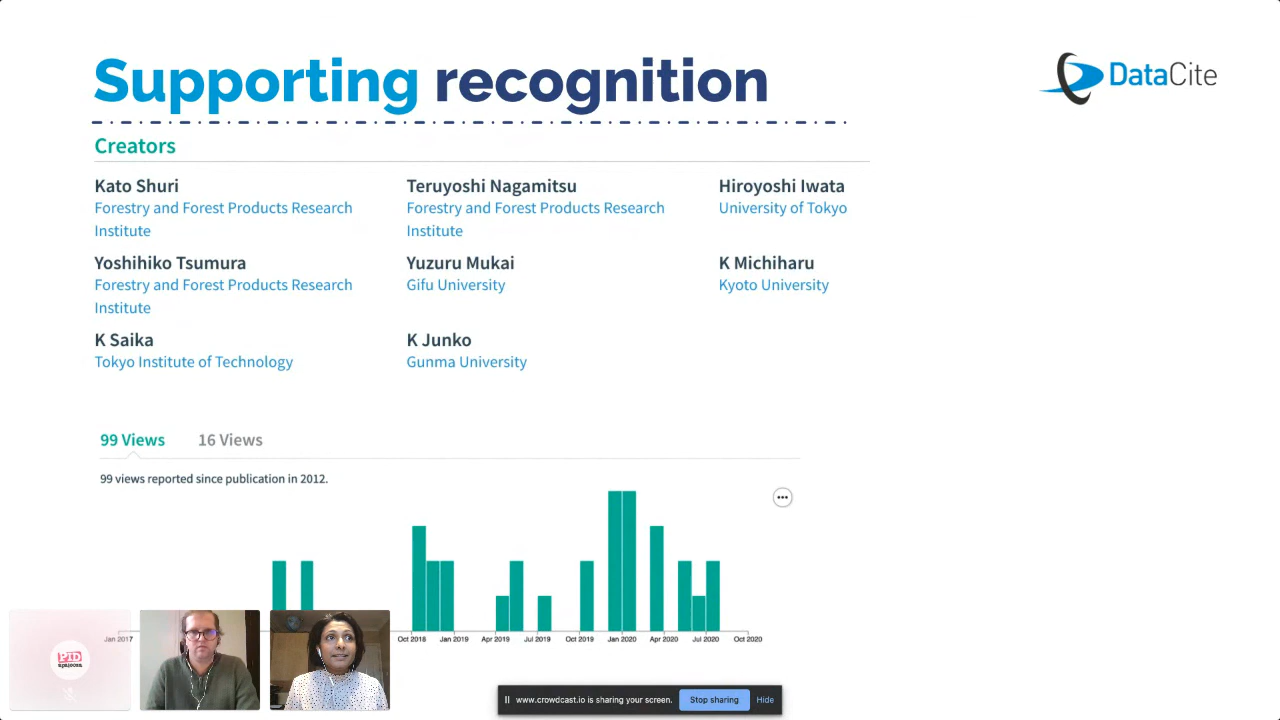 Supporting recognition
DataCite
Creators
Kato Shuri
Forestry and Forest Products Research
Institute
Teruyoshi Nagamitsu
Forestry and Forest Products Research
Institute
Hiroyoshi Iwata
University of Tokyo
Yoshihiko Tsumura
Forestry and Forest Products Research
Institute
Yuzuru Mukai
Gifu University
K Michiharu
Kyoto University
K Saika
Tokyo Institute of Technology
K Junko
Gunma University
99 Views
16 Views
99 views reported since publication in 2012.
Jan 2017
Oct 2018
Jan 2019
Apr 2019
Jul 2019
Oct 2019
Jan 2020
Apr 2020
Jul 2020
Oct 2020
PID
apalooza
www.crowdcast.io is sharing your screen.
Stop sharing
Hide